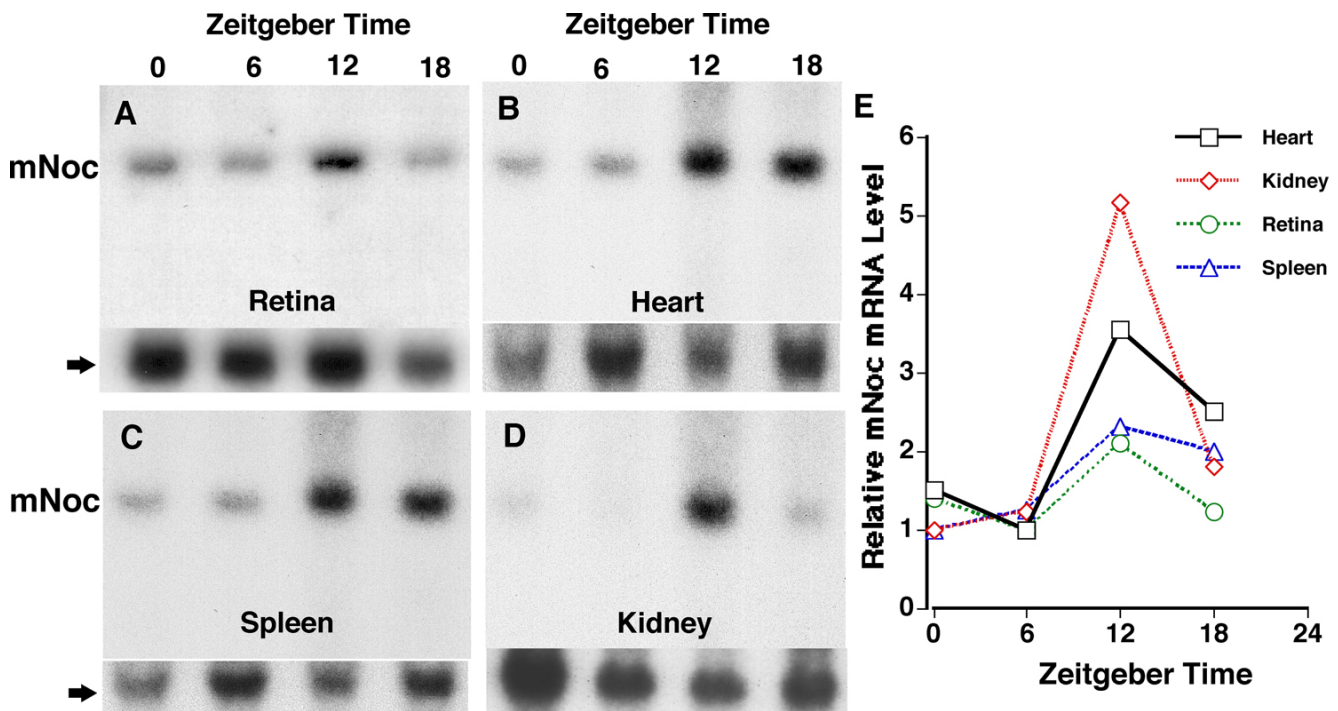 Zeitgeber Time
0 6 12 18
A
mNoc
Retina
Zeitgeber Time
0 6 12 18
B
Heart
C
mNoc
Spleen
D
Kidney
E
Relative mNoc mRNA Level
6
5
4
3
2
1
0
0 6 12 18 24
Zeitgeber Time
Heart
Kidney
Retina
Spleen